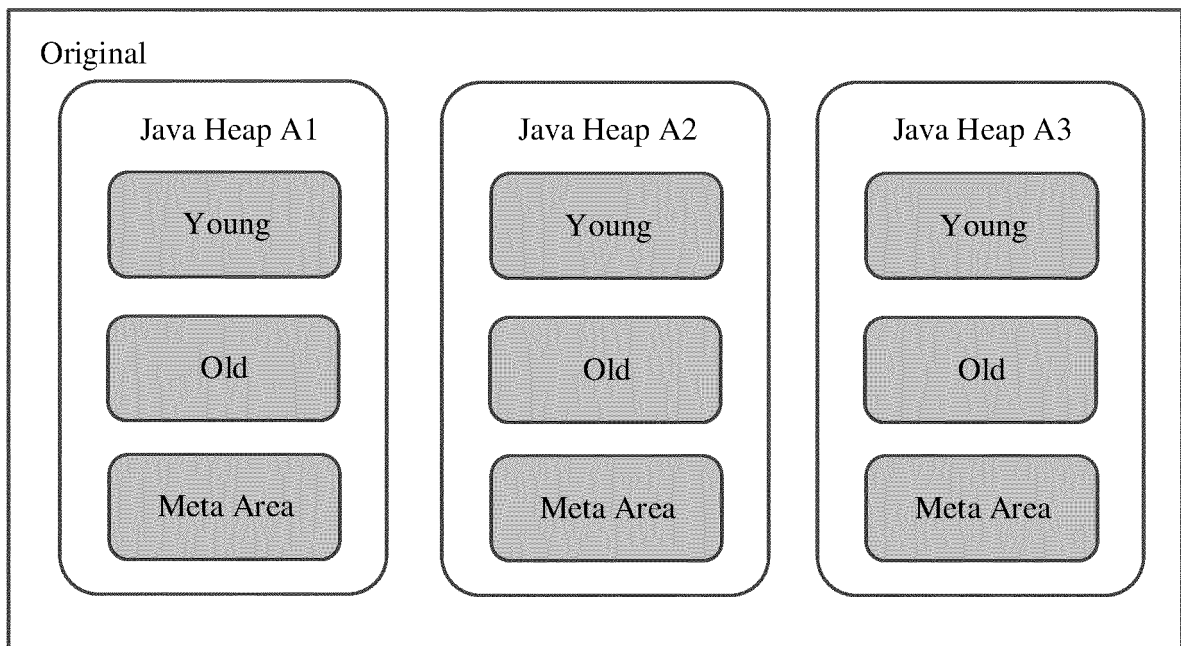 Original
Java Heap A1
Young
Old
Meta Area
Java Heap A2
Young
Old
Meta Area
Java Heap A3
Young
Old
Meta Area